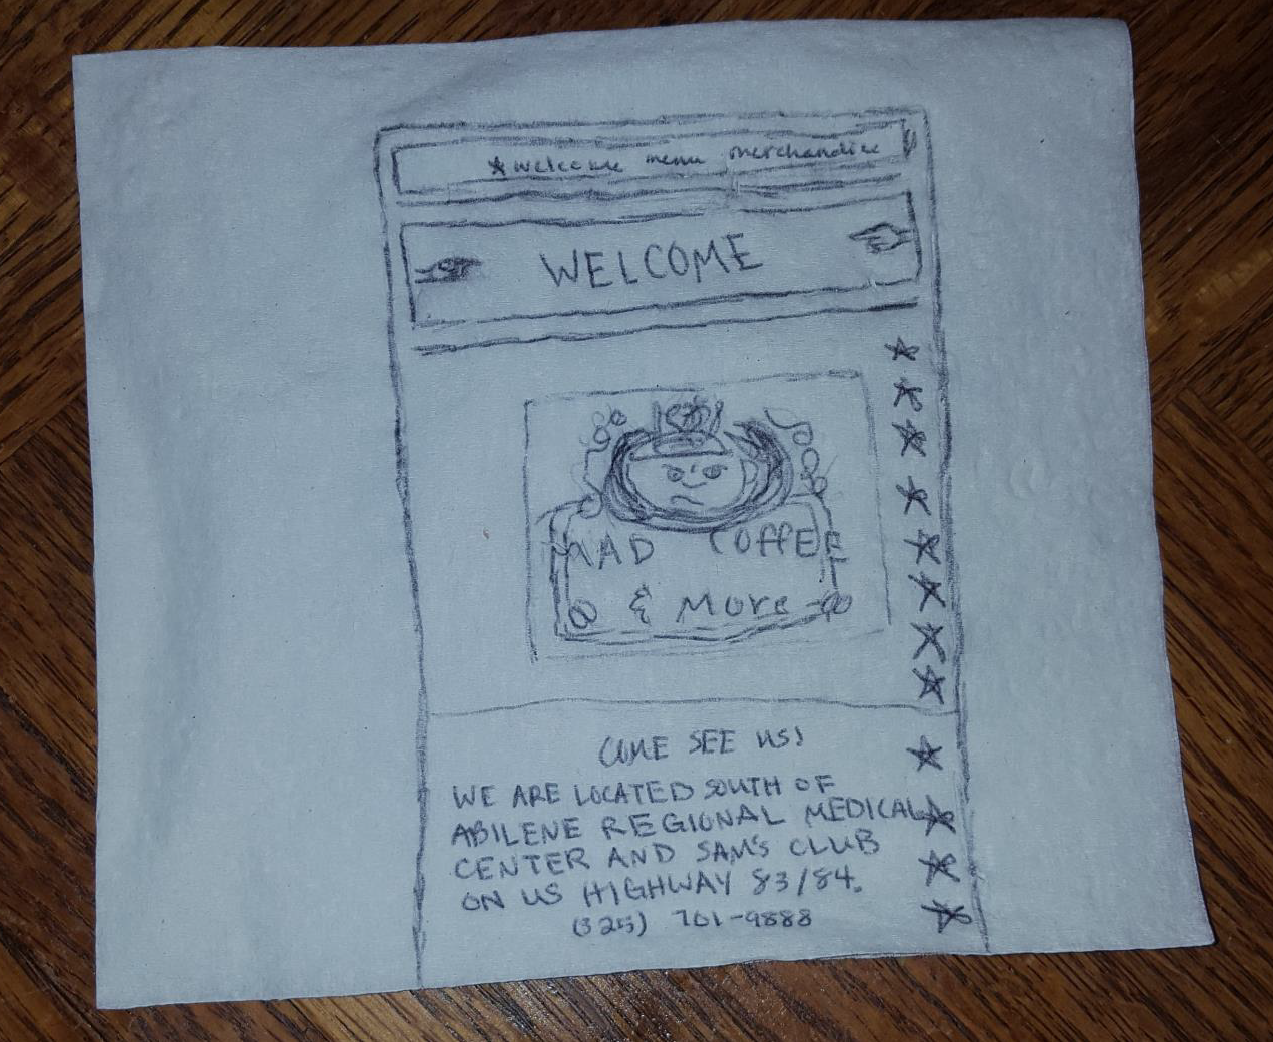 ★welcome menu merchandise
WELCOME
MAD COFFEE
& MORE
COME SEE US!
WE ARE LOCATED SOUTH OF
ABILENE REGIONAL MEDICAL
CENTER AND SAM'S CLUB
ON US HIGHWAY 83/84.
(325) 701-9888